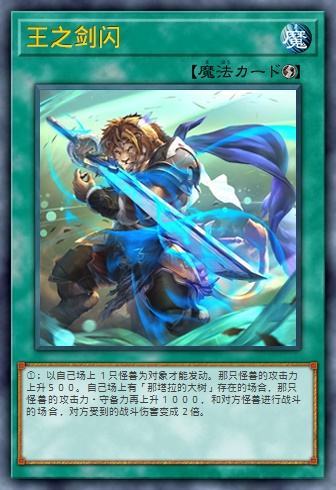 王之剑闪
魔
【魔法カード】
①：以自己场上１只怪兽为对象才能发动。那只怪兽的攻击力
上升５００。自己场上有「那塔拉的大树」存在的场合，那只
怪兽的攻击力・守备力再上升１０００，和对方怪兽进行战斗
的场合，对方受到的战斗伤害变成２倍。